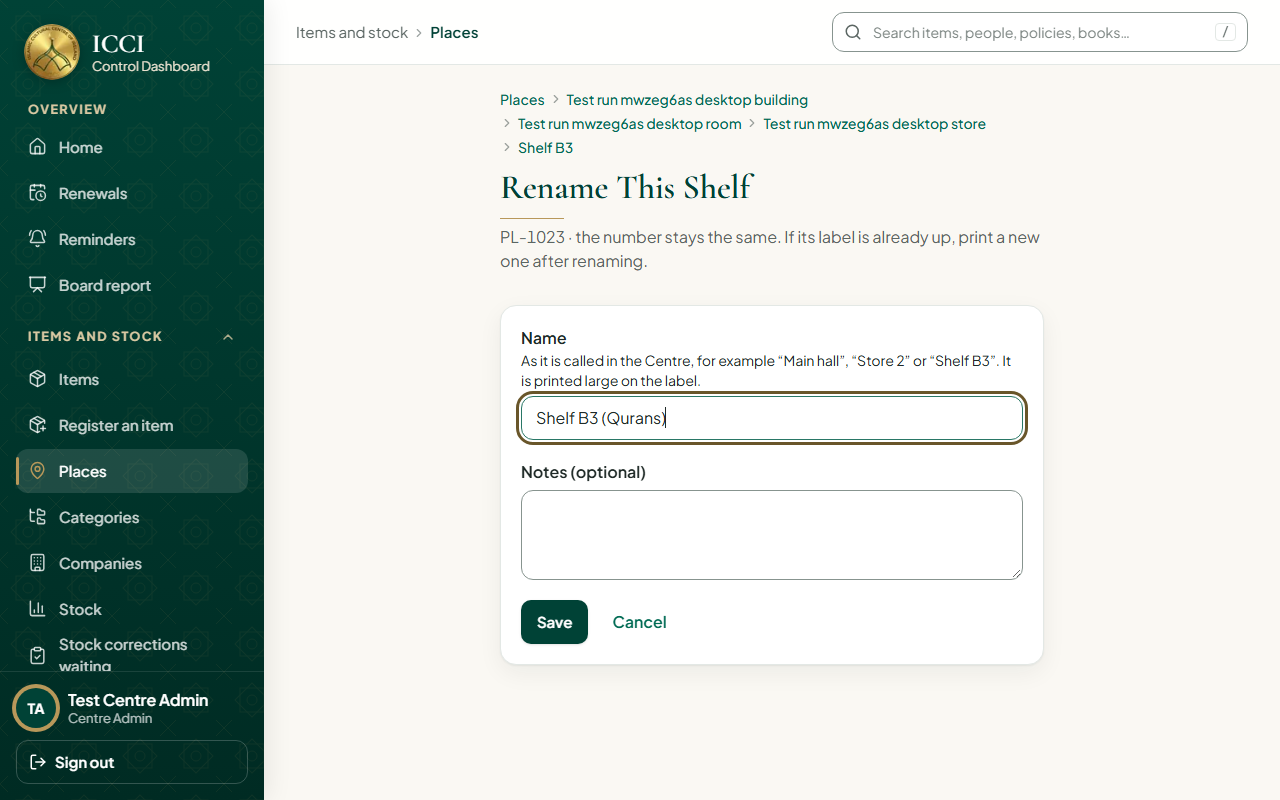 ICCI
Control Dashboard
OVERVIEW
Home
Renewals
Reminders
Board report
ITEMS AND STOCK
Items
Register an item
Places
Categories
Companies
Stock
Stock corrections
waiting
TA
Test Centre Admin
Centre Admin
Sign out
Items and stock > Places
Search items, people, policies, books…
/
Places > Test run mwzeg6as desktop building
> Test run mwzeg6as desktop room > Test run mwzeg6as desktop store
> Shelf B3
Rename This Shelf
PL-1023 · the number stays the same. If its label is already up, print a new
one after renaming.
Name
As it is called in the Centre, for example “Main hall”, “Store 2” or “Shelf B3”. It
is printed large on the label.
Shelf B3 (Qurans)
Notes (optional)
Save
Cancel